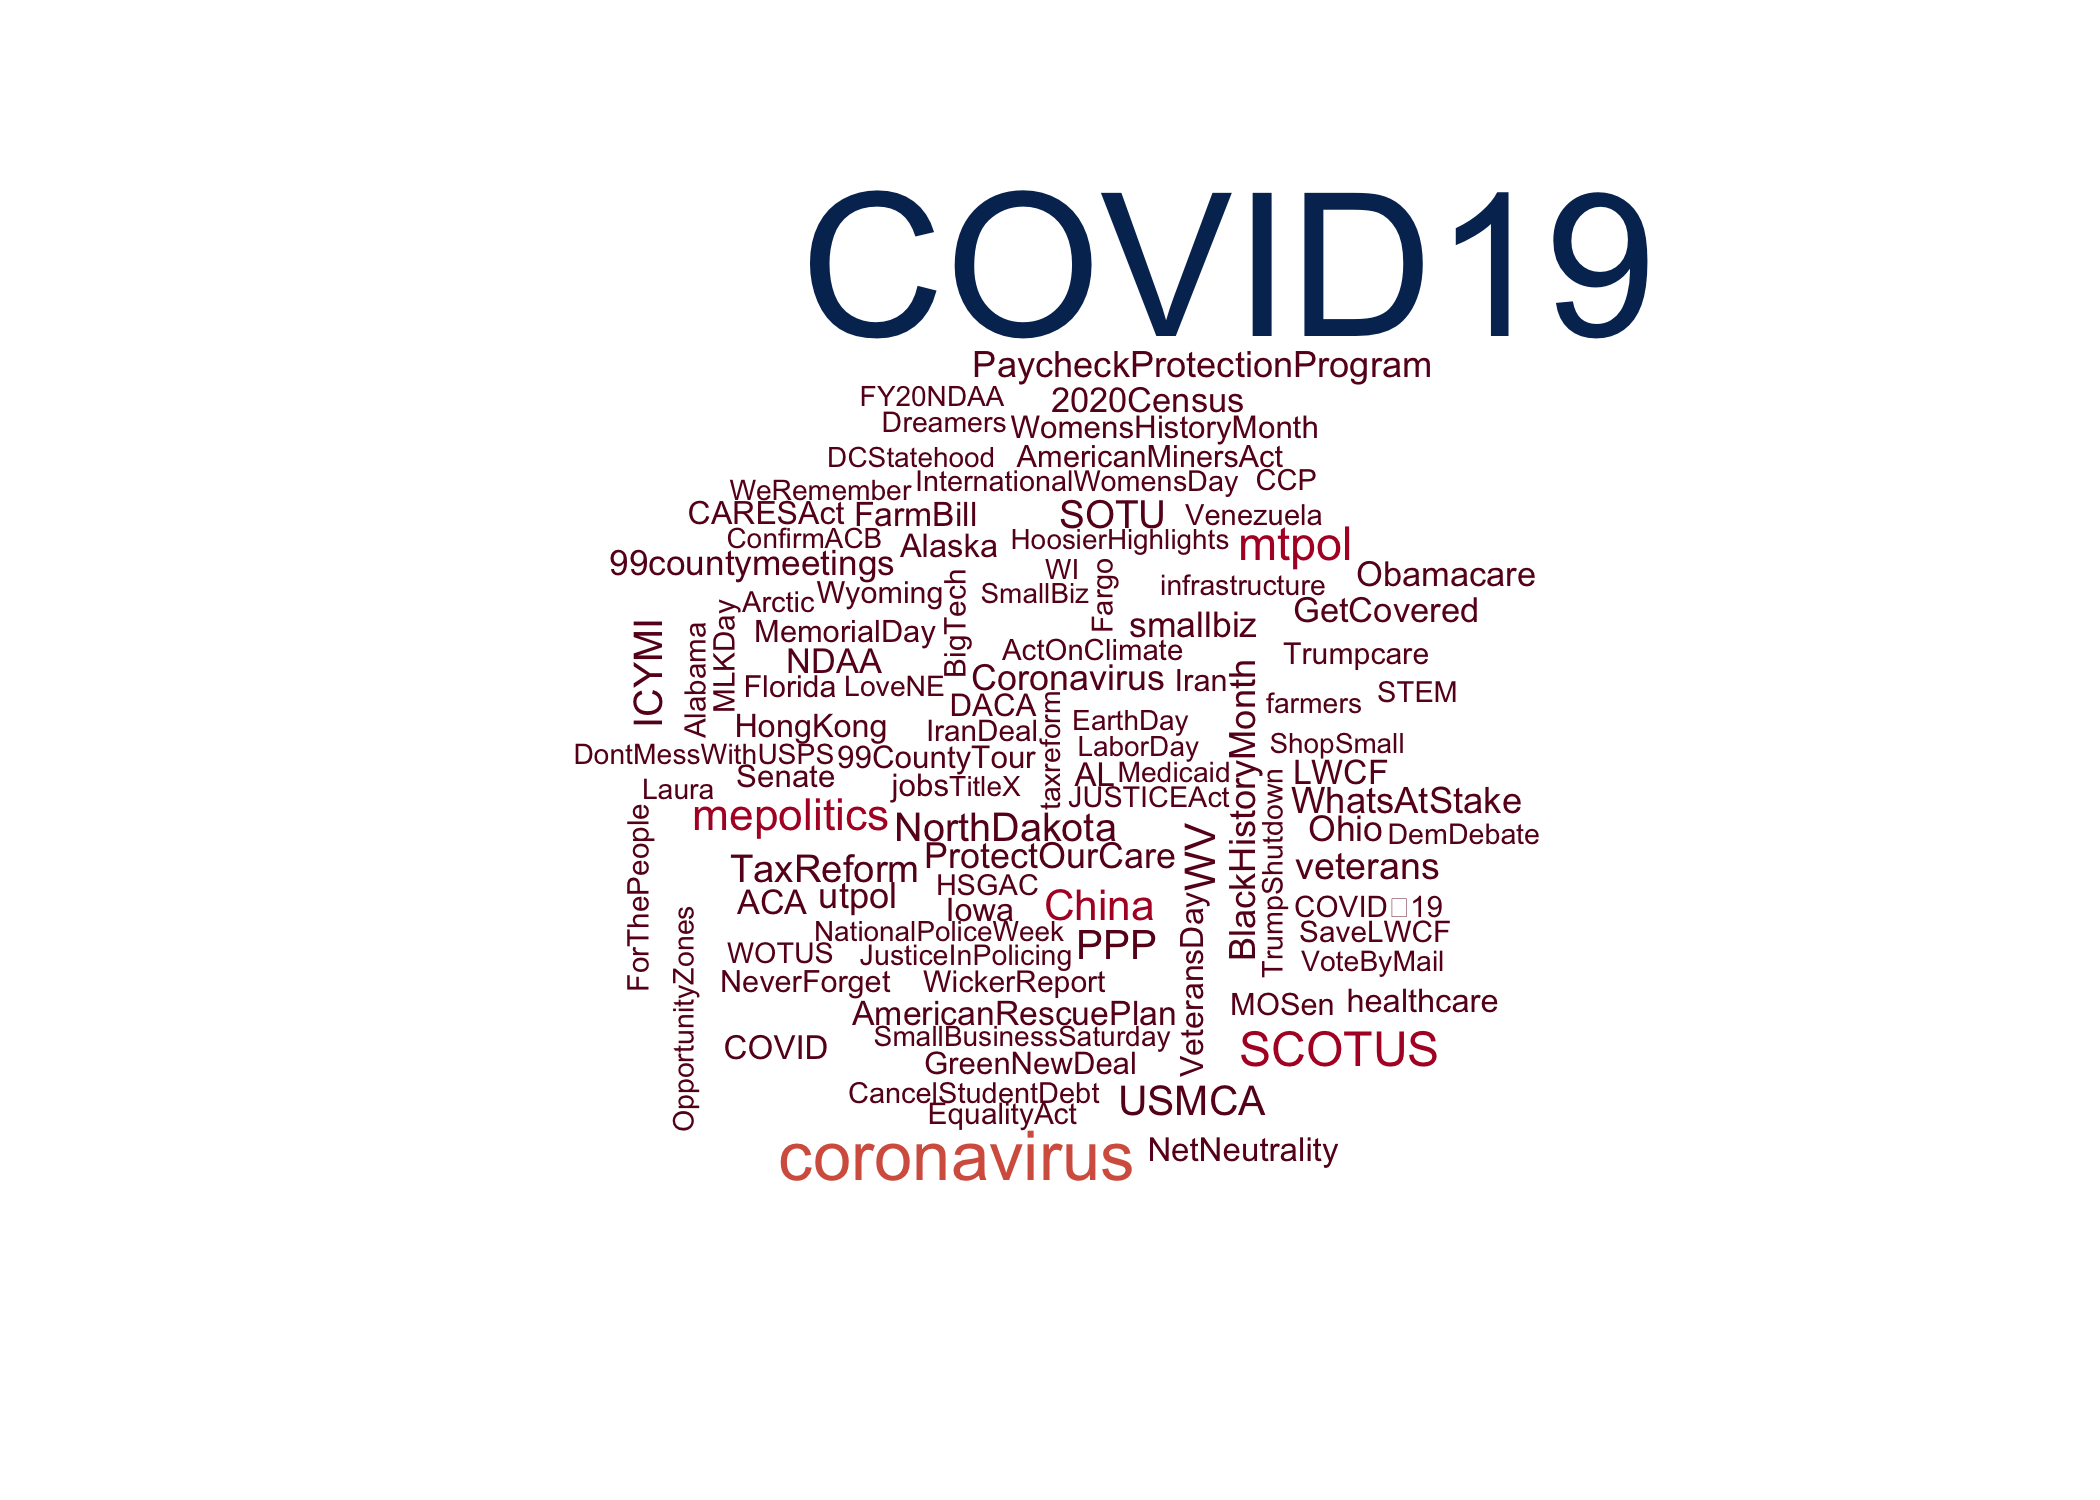 COVID19
PaycheckProtectionProgram
FY20NDAA
2020Census
Dreamers
WomensHistoryMonth
DCStatehood
AmericanMinersAct
WeRemember
InternationalWomensDay
CCP
CARESAct
FarmBill
SOTU
Venezuela
ConfirmACB
Alaska
HoosierHighlights
mtpol
99countymeetings
WI
Fargo
infrastructure
Obamacare
Arctic
Wyoming
BigTech
SmallBiz
GetCovered
ICYMI
Alabama
MLKDay
MemorialDay
smallbiz
NDAA
ActOnClimate
Trumpcare
Florida
LoveNE
Coronavirus
Iran
BlackHistoryMonth
farmers
STEM
DACA
taxreform
HongKong
IranDeal
EarthDay
DontMessWithUSPS
99CountyTour
LaborDay
ShopSmall
Laura
Senate
jobs
TitleX
AL
Medicaid
LWCF
mepolitics
JUSTICEAct
TrumpShutdown
WhatsAtStake
NorthDakota
Ohio
DemDebate
ForThePeople
TaxReform
ProtectOurCare
WV
veterans
ACA
utpol
HSGAC
Iowa
China
VeteransDay
COVID□19
NationalPoliceWeek
PPP
SaveLWCF
OpportunityZones
WOTUS
JusticeInPolicing
VoteByMail
NeverForget
WickerReport
AmericanRescuePlan
MOSen
healthcare
COVID
SmallBusinessSaturday
SCOTUS
GreenNewDeal
CancelStudentDebt
USMCA
EqualityAct
coronavirus
NetNeutrality